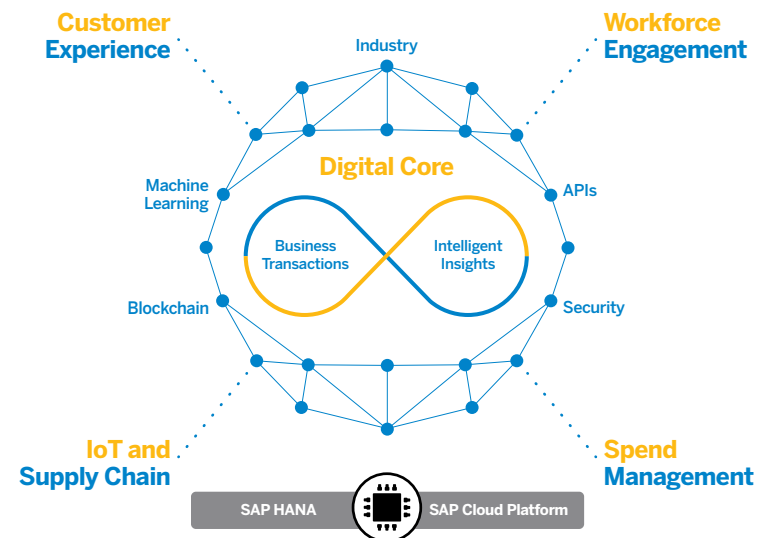 Customer
Experience
Workforce
Engagement
Industry
Digital Core
Machine
Learning
APIs
Business
Transactions
Intelligent
Insights
Blockchain
Security
IoT and
Supply Chain
Spend
Management
SAP HANA
SAP Cloud Platform